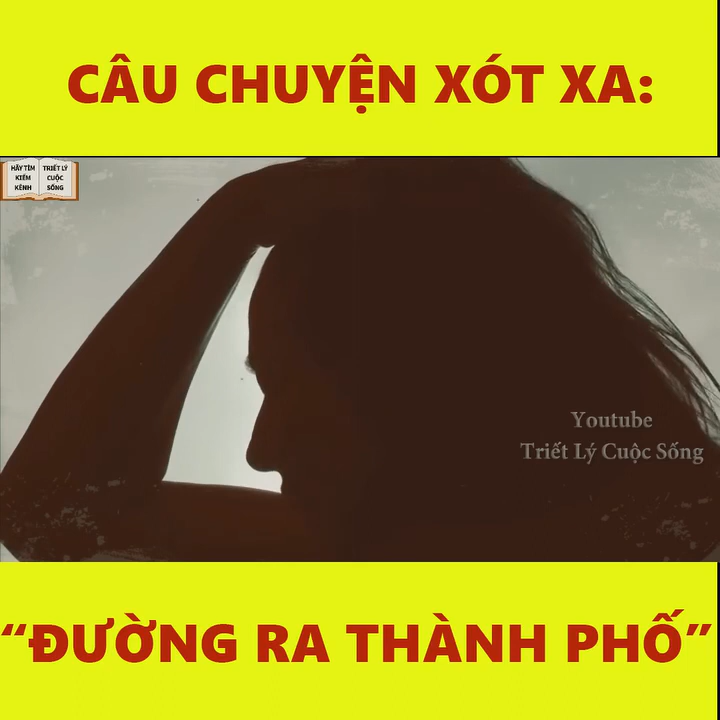 CÂU CHUYỆN XÓT XA:
HÃY TÌM
KIẾM
KÊNH
TRIẾT LÝ
CUỘC
SỐNG
Youtube
Triết Lý Cuộc Sống
“ĐƯỜNG RA THÀNH PHỐ”